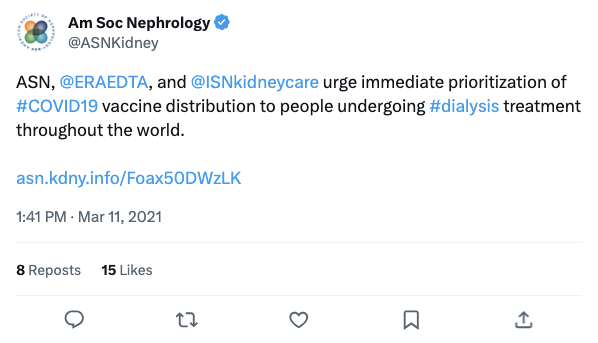 Am Soc Nephrology
@ASNKidney
ASN, @ERAEDTA, and @ISNkidneycare urge immediate prioritization of
#COVID19 vaccine distribution to people undergoing #dialysis treatment
throughout the world.
asn.kdny.info/Foax50DWzLK
1:41 PM · Mar 11, 2021
8 Reposts 15 Likes